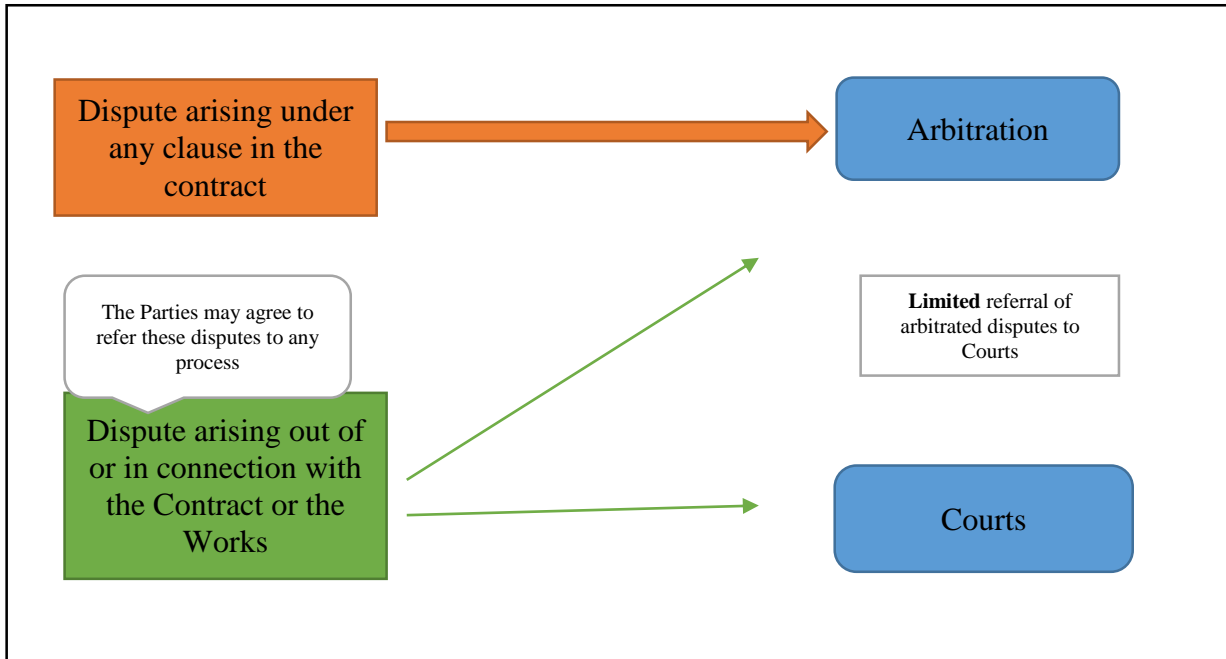 Dispute arising under
any clause in the
contract
Arbitration
The Parties may agree to
refer these disputes to any
process
Limited referral of
arbitrated disputes to
Courts
Dispute arising out of
or in connection with
the Contract or the
Works
Courts